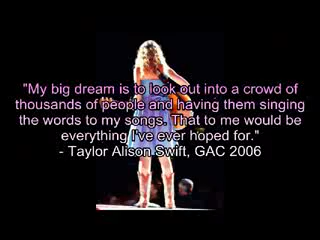 "My big dream is to look out into a crowd of
thousands of people and having them singing
the words to my songs. That to me would be
everything I've ever hoped for."
- Taylor Alison Swift, GAC 2006